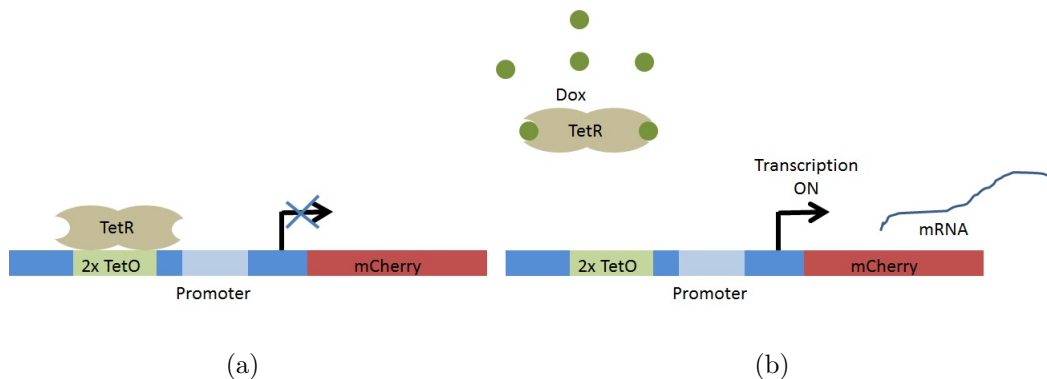 TetR
2x TetO
mCherry
Promoter
(a)
Dox
TetR
Transcription
ON
mRNA
2x TetO
mCherry
Promoter
(b)